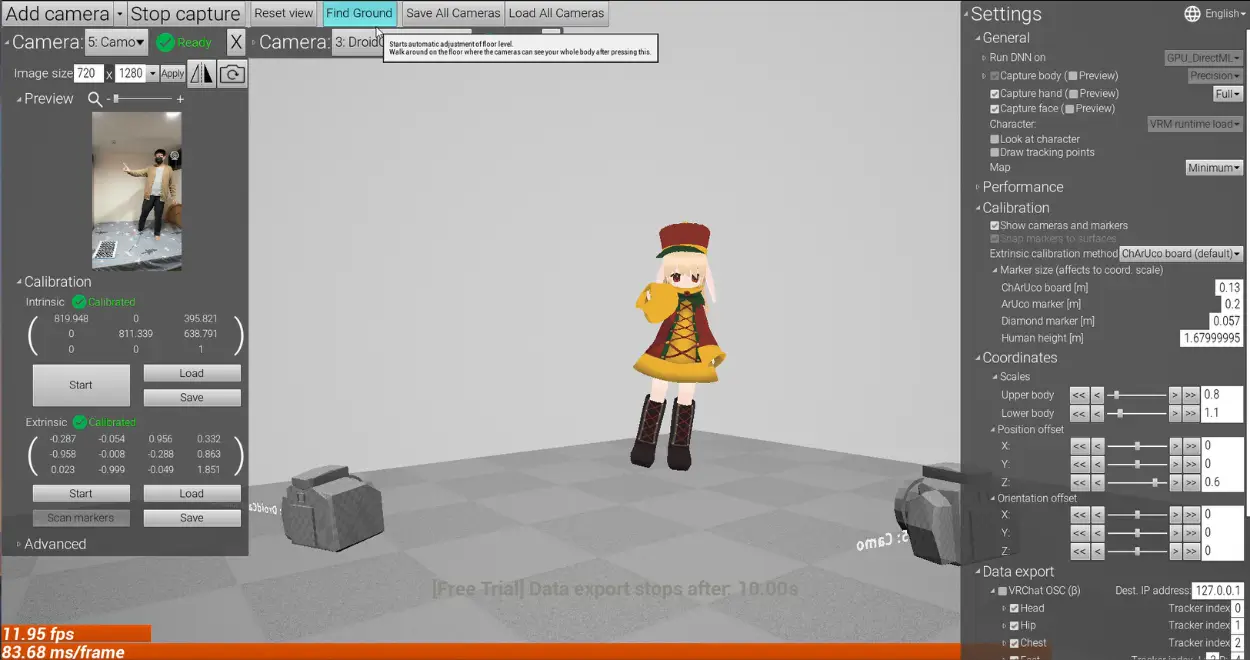 Add camera
Stop capture
Reset view
Find Ground
Save All Cameras
Load All Cameras
Settings
English
Camera:
5: Camo
Ready
X
Camera:
Starts automatic adjustment of floor level.
Walk around on the floor where the cameras can see your whole body after pressing this.
Image size 720 x 1280 Apply
Preview - +
Calibration
Intrinsic Calibrated
819.948 0 395.821
0 811.339 638.791
0 0 1
Start
Load
Save
Extrinsic Calibrated
-0.287 -0.054 0.956 0.332
-0.958 -0.008 -0.288 0.863
0.023 -0.999 -0.049 1.851
Start
Load
Scan markers
Save
Advanced
5: Camo
[Free Trial] Data export stops after: 10.00s
11.95 fps
83.68 ms/frame
General
Run DNN on GPU_DirectML
Capture body (Preview) Precision
Capture hand (Preview) Full
Capture face (Preview)
Character: VRM runtime load
Look at character
Draw tracking points
Map Minimum
Performance
Calibration
Show cameras and markers
Snap markers to surfaces
Extrinsic calibration method ChArUco board (default)
Marker size (affects to coord. scale)
ChArUco board [m] 0.13
ArUco marker [m] 0.2
Diamond marker [m] 0.057
Human height [m] 1.67999995
Coordinates
Scales
Upper body << < > >> 0.8
Lower body << < > >> 1.1
Position offset
X: << < > >> 0
Y: << < > >> 0
Z: << < > >> 0.6
Orientation offset
X: << < > >> 0
Y: << < > >> 0
Z: << < > >> 0
Data export
VRChat OSC (β) Dest. IP address: 127.0.0.1
Head Tracker index 0
Hip Tracker index 1
Chest Tracker index 2